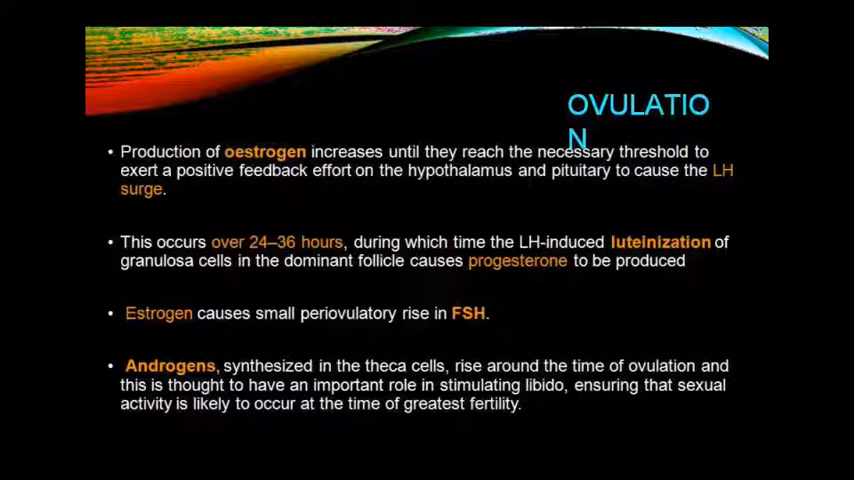 OVULATIO
N
• Production of oestrogen increases until they reach the necessary threshold to
exert a positive feedback effort on the hypothalamus and pituitary to cause the LH
surge.
• This occurs over 24–36 hours, during which time the LH-induced luteinization of
granulosa cells in the dominant follicle causes progesterone to be produced
• Estrogen causes small periovulatory rise in FSH.
• Androgens, synthesized in the theca cells, rise around the time of ovulation and
this is thought to have an important role in stimulating libido, ensuring that sexual
activity is likely to occur at the time of greatest fertility.